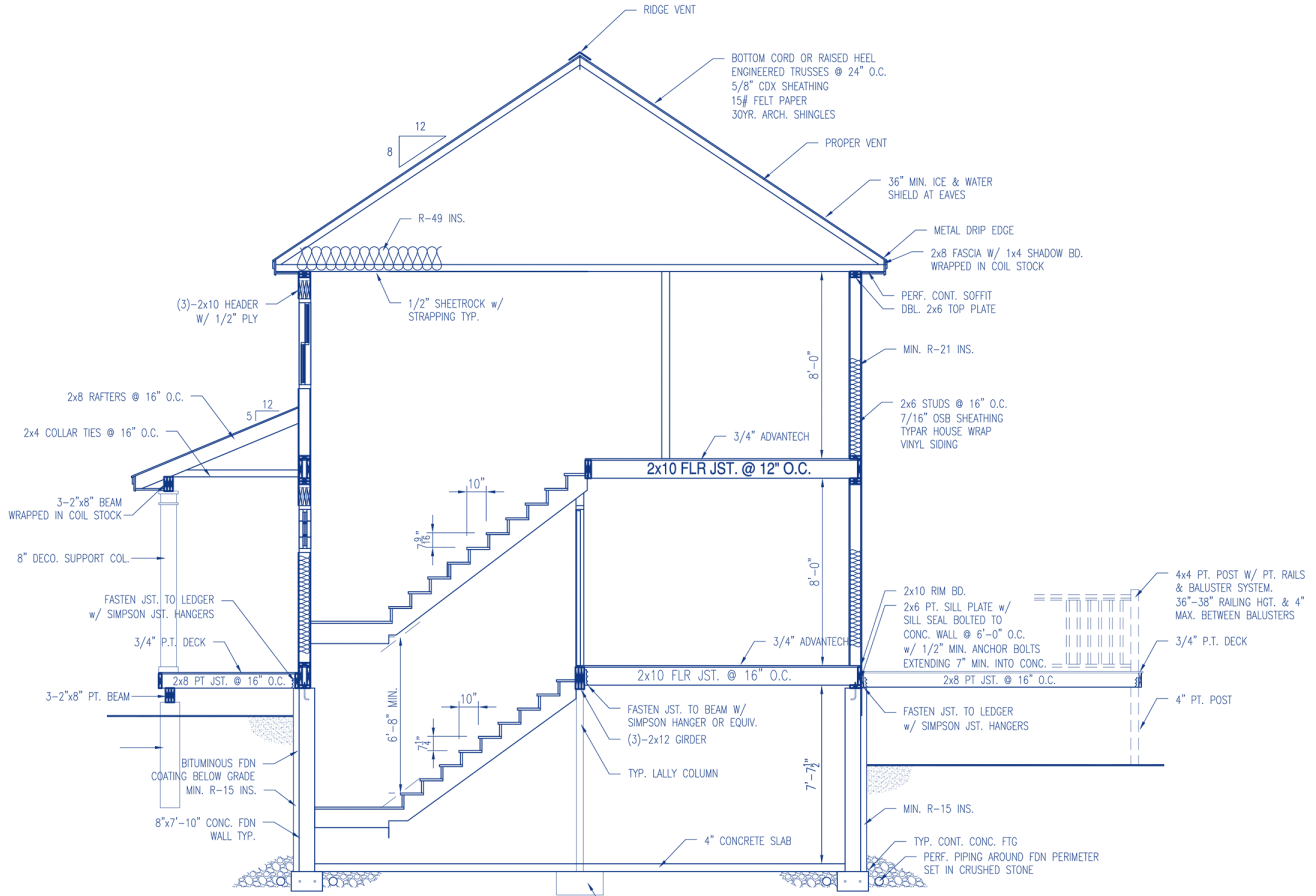 RIDGE VENT
BOTTOM CORD OR RAISED HEEL
ENGINEERED TRUSSES @ 24" O.C.
5/8" CDX SHEATHING
15# FELT PAPER
30YR. ARCH. SHINGLES
12
8
PROPER VENT
36" MIN. ICE & WATER
SHIELD AT EAVES
R-49 INS.
METAL DRIP EDGE
2x8 FASCIA W/ 1x4 SHADOW BD.
WRAPPED IN COIL STOCK
(3)-2x10 HEADER
W/ 1/2" PLY
1/2" SHEETROCK w/
STRAPPING TYP.
PERF. CONT. SOFFIT
DBL. 2x6 TOP PLATE
8'-0"
MIN. R-21 INS.
2x8 RAFTERS @ 16" O.C.
12
5
2x4 COLLAR TIES @ 16" O.C.
2x6 STUDS @ 16" O.C.
7/16" OSB SHEATHING
TYPAR HOUSE WRAP
VINYL SIDING
3/4" ADVANTECH
2x10 FLR JST. @ 12" O.C.
3-2"x8" BEAM
WRAPPED IN COIL STOCK
10"
7 9/16"
8" DECO. SUPPORT COL.
8'-0"
FASTEN JST. TO LEDGER
w/ SIMPSON JST. HANGERS
2x10 RIM BD.
2x6 PT. SILL PLATE w/
SILL SEAL BOLTED TO
CONC. WALL @ 6'-0" O.C.
w/ 1/2" MIN. ANCHOR BOLTS
EXTENDING 7" MIN. INTO CONC.
4x4 PT. POST W/ PT. RAILS
& BALUSTER SYSTEM.
36"-38" RAILING HGT. & 4"
MAX. BETWEEN BALUSTERS
3/4" P.T. DECK
3/4" ADVANTECH
3/4" P.T. DECK
2x8 PT JST. @ 16" O.C.
2x10 FLR JST. @ 16" O.C.
2x8 PT JST. @ 16" O.C.
3-2"x8" PT. BEAM
6'-8" MIN.
10"
7 1/4"
FASTEN JST. TO BEAM W/
SIMPSON HANGER OR EQUIV.
(3)-2x12 GIRDER
FASTEN JST. TO LEDGER
w/ SIMPSON JST. HANGERS
4" PT. POST
BITUMINOUS FDN
COATING BELOW GRADE
MIN. R-15 INS.
TYP. LALLY COLUMN
7'-7 1/2"
8"x7'-10" CONC. FDN
WALL TYP.
MIN. R-15 INS.
4" CONCRETE SLAB
TYP. CONT. CONC. FTG
PERF. PIPING AROUND FDN PERIMETER
SET IN CRUSHED STONE